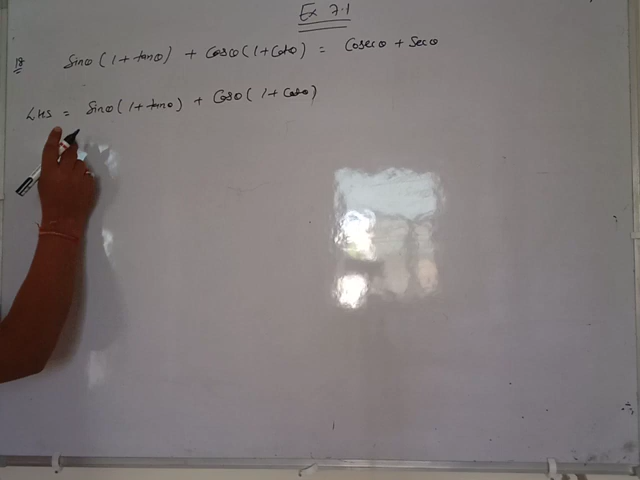 Ex 7.1
18 Sinθ (1 + tanθ) + Cosθ (1 + Cotθ) = Cosecθ + Secθ
LHS = Sinθ (1 + tanθ) + Cosθ (1 + Cotθ)